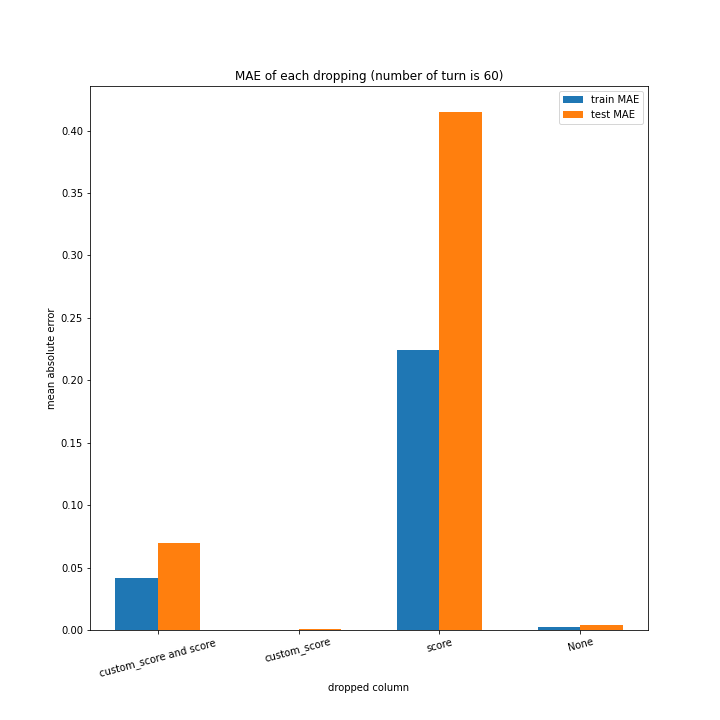 MAE of each dropping (number of turn is 60)
train MAE
test MAE
0.40
0.35
0.30
0.25
0.20
0.15
0.10
0.05
0.00
mean absolute error
custom_score and score
custom_score
score
None
dropped column